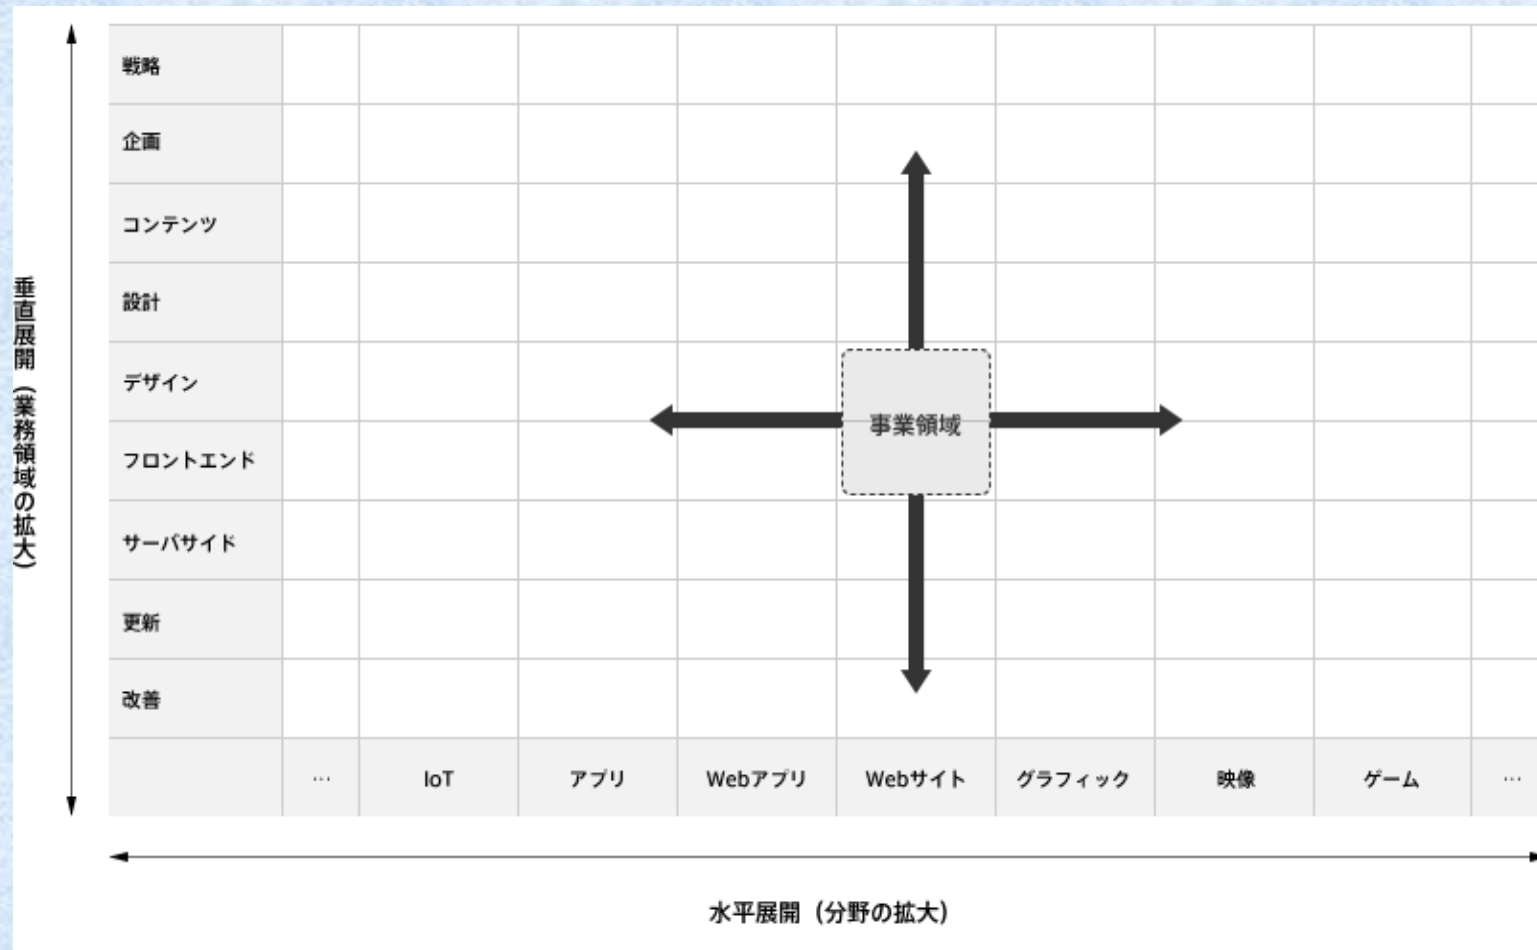 垂直展開（業務領域の拡大）
戦略
企画
コンテンツ
設計
デザイン
事業領域
フロントエンド
サーバサイド
更新
改善
… IoT アプリ Webアプリ Webサイト グラフィック 映像 ゲーム …
水平展開（分野の拡大）